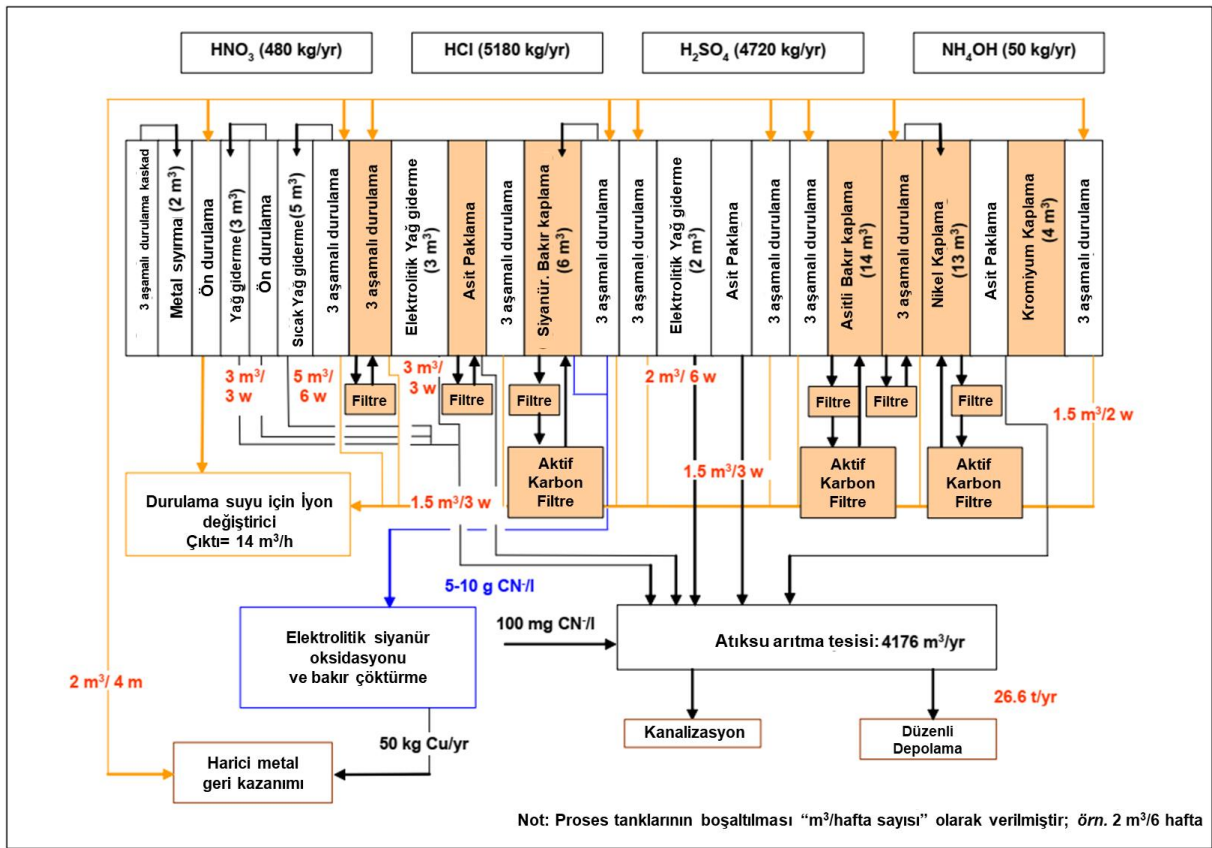 HNO3 (480 kg/yr)
HCl (5180 kg/yr)
H2SO4 (4720 kg/yr)
NH4OH (50 kg/yr)
3 aşamalı durulama kaskad
Metal sıyırma (2 m³)
Ön durulama
Yağ giderme (3 m³)
Ön durulama
Sıcak Yağ giderme (5 m³)
3 aşamalı durulama
3 aşamalı durulama
Elektrolitik Yağ giderme
(3 m³)
Asit Paklama
3 aşamalı durulama
Siyanür. Bakır kaplama
(6 m³)
3 aşamalı durulama
3 aşamalı durulama
Elektrolitik Yağ giderme
(2 m³)
Asit Paklama
3 aşamalı durulama
3 aşamalı durulama
Asitli Bakır kaplama
(14 m³)
3 aşamalı durulama
Nikel Kaplama
(13 m³)
Asit Paklama
Kromiyum Kaplama
(4 m³)
3 aşamalı durulama
3 m³/
3 w
5 m³/
6 w
3 m³/
3 w
2 m³/ 6 w
1.5 m³/2 w
Filtre
Filtre
Filtre
Filtre
Filtre
Filtre
Aktif
Karbon
Filtre
Aktif
Karbon
Filtre
Aktif
Karbon
Filtre
1.5 m³/3 w
1.5 m³/3 w
Durulama suyu için İyon
değiştirici
Çıktı= 14 m³/h
5-10 g CN-/l
Elektrolitik siyanür
oksidasyonu
ve bakır çöktürme
100 mg CN-/l
Atıksu arıtma tesisi: 4176 m³/yr
2 m³/ 4 m
26.6 t/yr
50 kg Cu/yr
Kanalizasyon
Düzenli
Depolama
Harici metal
geri kazanımı
Not: Proses tanklarının boşaltılması “m³/hafta sayısı” olarak verilmiştir; örn. 2 m³/6 hafta